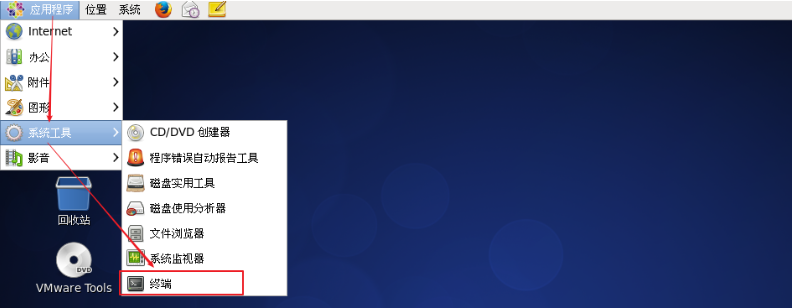 应用程序 位置 系统
Internet
办公
附件
图形
系统工具
影音
CD/DVD 创建器
程序错误自动报告工具
磁盘实用工具
磁盘使用分析器
文件浏览器
系统监视器
终端
回收站
DVD
VMware Tools